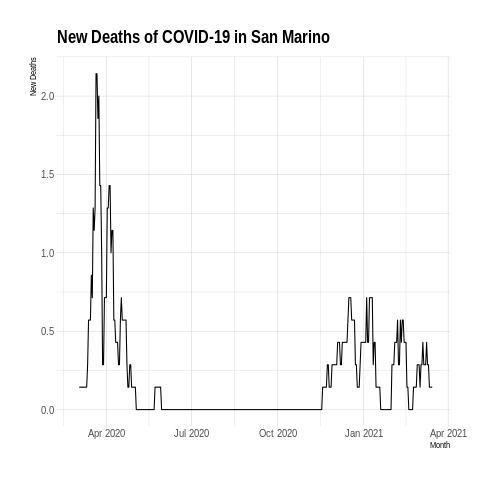 New Deaths of COVID-19 in San Marino
New Deaths
2.0
1.5
1.0
0.5
0.0
Apr 2020 Jul 2020 Oct 2020 Jan 2021 Apr 2021
Month